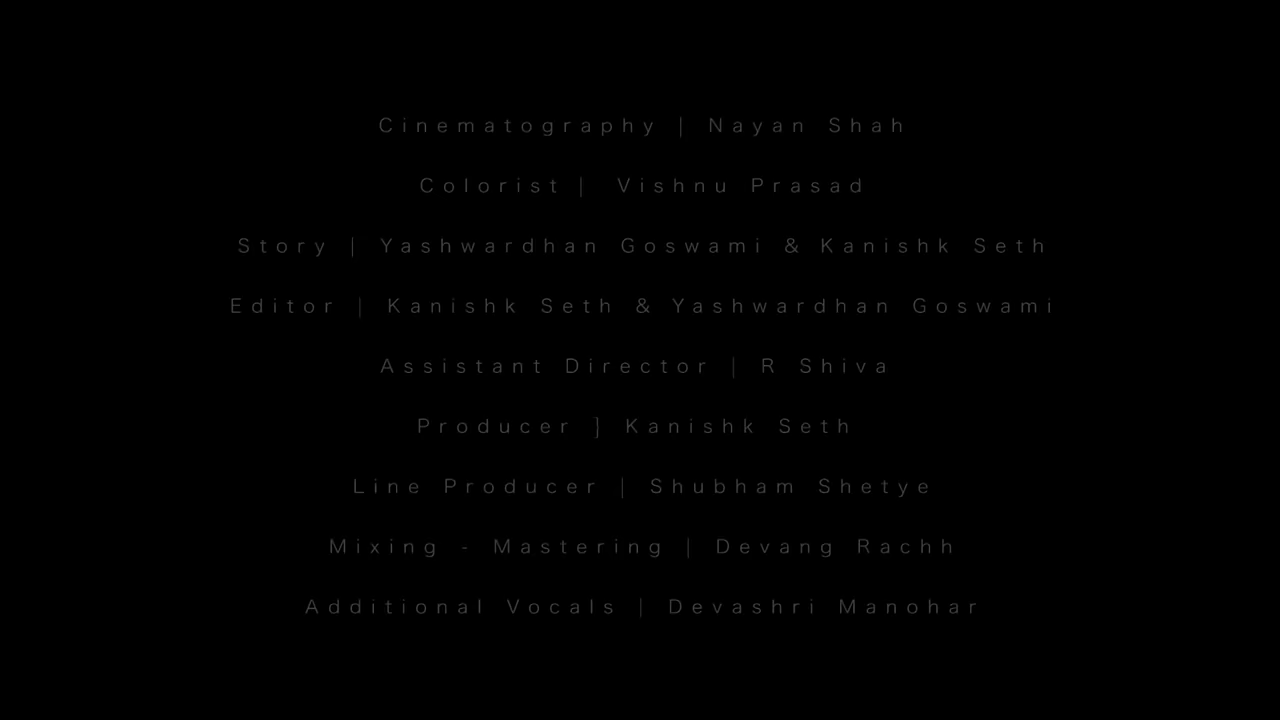 Cinematography | Nayan Shah
Colorist | Vishnu Prasad
Story | Yashwardhan Goswami & Kanishk Seth
Editor | Kanishk Seth & Yashwardhan Goswami
Assistant Director | R Shiva
Producer ] Kanishk Seth
Line Producer | Shubham Shetye
Mixing - Mastering | Devang Rachh
Additional Vocals | Devashri Manohar